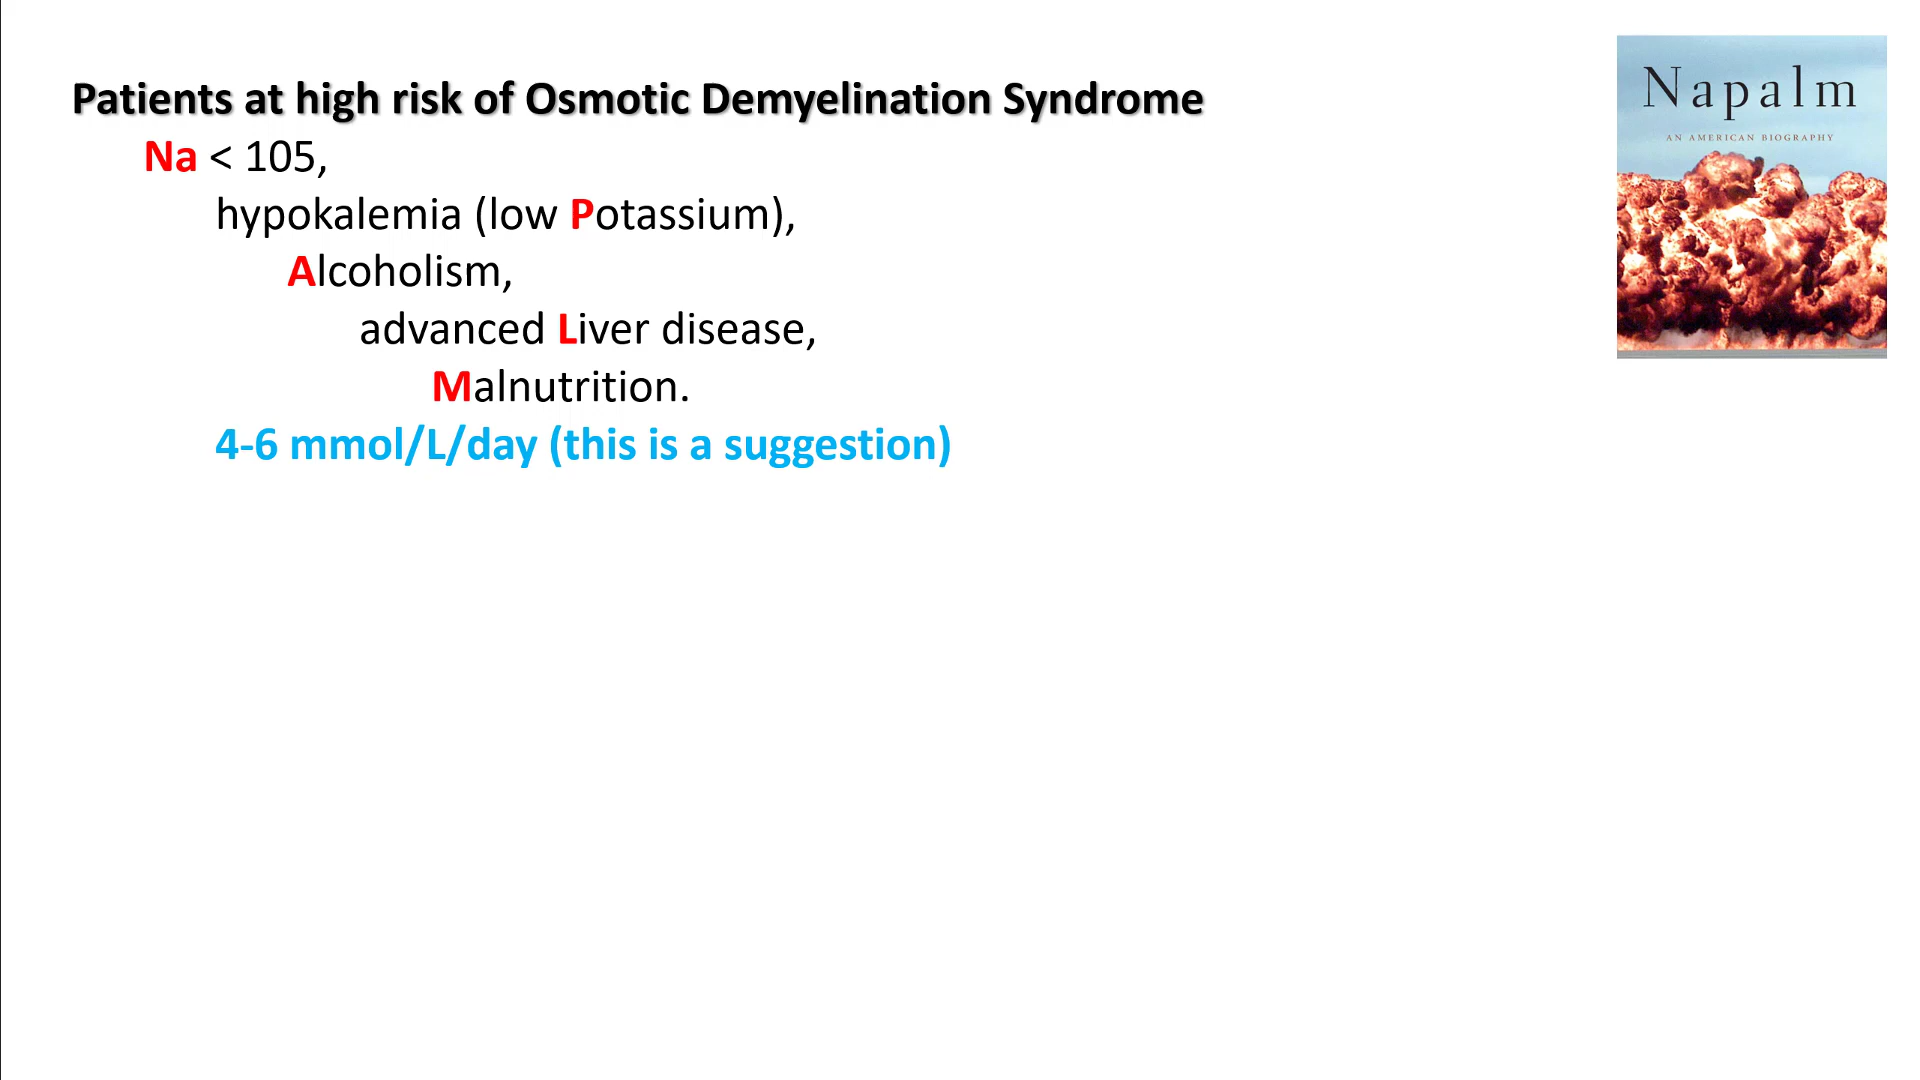 Patients at high risk of Osmotic Demyelination Syndrome
Na < 105,
hypokalemia (low Potassium),
Alcoholism,
advanced Liver disease,
Malnutrition.
4-6 mmol/L/day (this is a suggestion)
Napalm
AN AMERICAN BIOGRAPHY